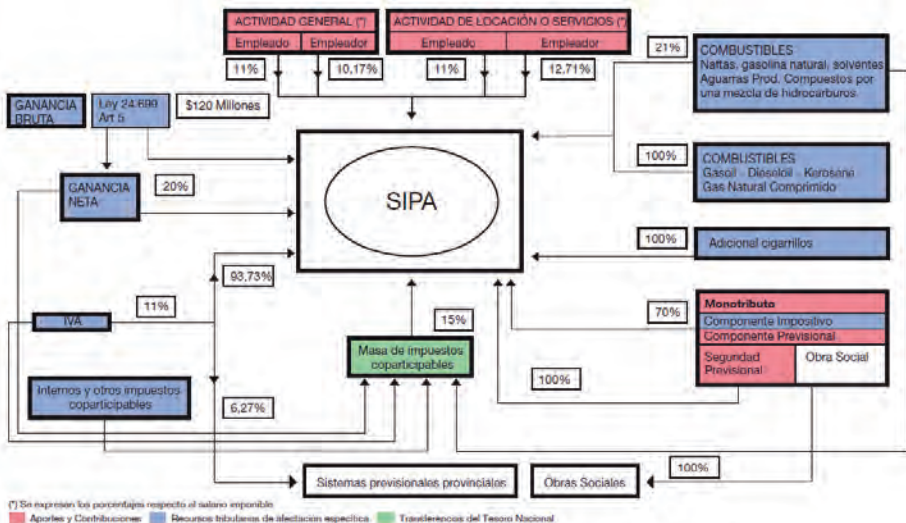 ACTIVIDAD GENERAL (*)
Empleado
Empleador
11%
10,17%
ACTIVIDAD DE LOCACIÓN O SERVICIOS (*)
Empleado
Empleador
11%
12,71%
21%
COMBUSTIBLES
Naftas, gasolina natural, solventes
Aguarras Prod. Compuestos por
una mezcla de hidrocarburos.
GANANCIA
BRUTA
Ley 24.699
Art 5
$120 Millones
GANANCIA
NETA
20%
SIPA
100%
COMBUSTIBLES
Gasoil - Dieseloil - Kerosene
Gas Natural Comprimido
100%
Adicional cigarrillos
93,73%
IVA
11%
15%
Masa de impuestos
coparticipables
70%
Monotributo
Componente Impositivo
Componente Previsional
Seguridad
Previsional
Obra Social
Internos y otros impuestos
coparticipables
6,27%
100%
Sistemas previsionales provinciales
Obras Sociales
100%
(*) Se expresan los porcentajes respecto al salario imponible
Aportes y Contribuciones
Recursos tributarios de afectación específica
Transferencias del Tesoro Nacional